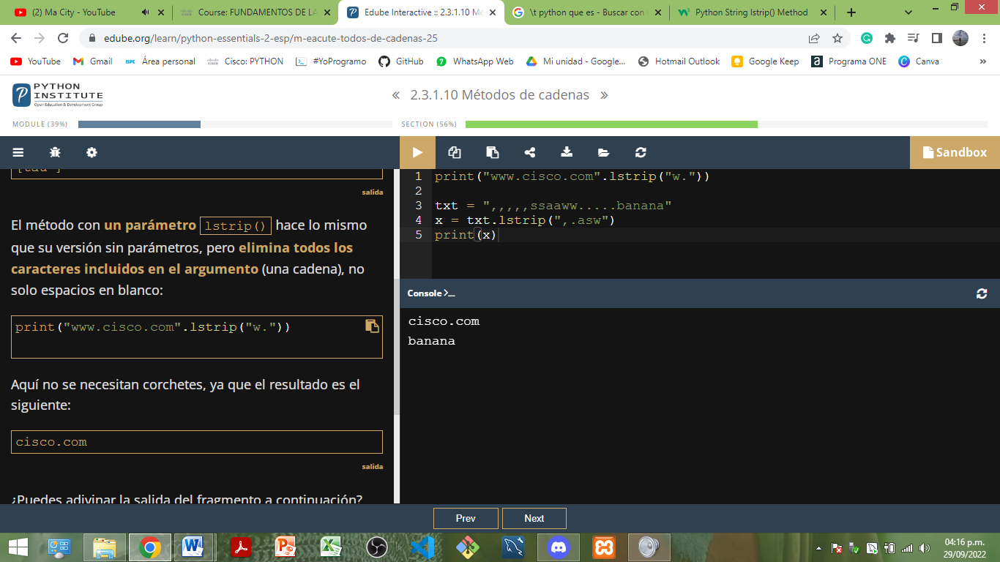 (2) Ma City - YouTube
Course: FUNDAMENTOS DE LA
Edube Interactive :: 2.3.1.10 Mé
\t python que es - Buscar con G
Python String lstrip() Method
edube.org/learn/python-essentials-2-esp/m-eacute-todos-de-cadenas-25
YouTube Gmail Área personal Cisco: PYTHON #YoProgramo GitHub WhatsApp Web Mi unidad - Google... Hotmail Outlook Google Keep Programa ONE Canva »
PYTHON
INSTITUTE
Open Education & Development Group
« 2.3.1.10 Métodos de cadenas »
MODULE (39%)
SECTION (56%)
Sandbox
salida
El método con un parámetro lstrip() hace lo mismo
que su versión sin parámetros, pero elimina todos los
caracteres incluidos en el argumento (una cadena), no
solo espacios en blanco:
print("www.cisco.com".lstrip("w."))
Aquí no se necesitan corchetes, ya que el resultado es el
siguiente:
cisco.com
salida
¿Puedes adivinar la salida del fragmento a continuación?
1 print("www.cisco.com".lstrip("w."))
2
3 txt = ",,,,,ssaaww.....banana"
4 x = txt.lstrip(",.asw")
5 print(x)
Console
cisco.com
banana
Prev
Next
04:16 p.m.
29/09/2022